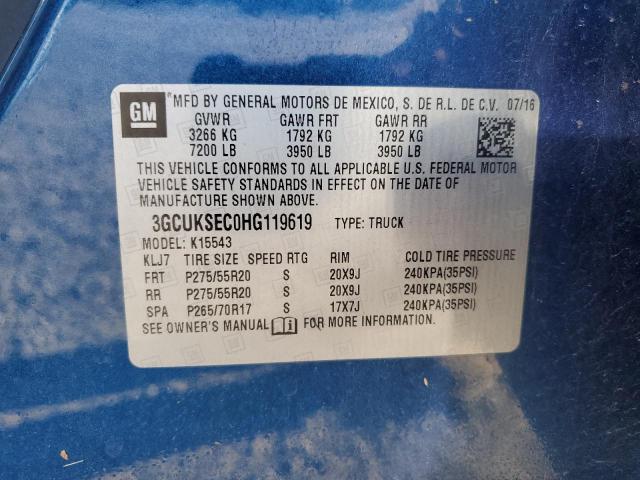 GM
*MFD BY GENERAL MOTORS DE MEXICO, S. DE R.L. DE C.V. 07/16
GVWR GAWR FRT GAWR RR
3266 KG 1792 KG 1792 KG
7200 LB 3950 LB 3950 LB
THIS VEHICLE CONFORMS TO ALL APPLICABLE U.S. FEDERAL MOTOR
VEHICLE SAFETY STANDARDS IN EFFECT ON THE DATE OF
MANUFACTURE SHOWN ABOVE.
3GCUKSEC0HG119619 TYPE: TRUCK
MODEL: K15543
KLJ7 TIRE SIZE SPEED RTG RIM COLD TIRE PRESSURE
FRT P275/55R20 S 20X9J 240KPA(35PSI)
RR P275/55R20 S 20X9J 240KPA(35PSI)
SPA P265/70R17 S 17X7J 240KPA(35PSI)
SEE OWNER'S MANUAL FOR MORE INFORMATION.